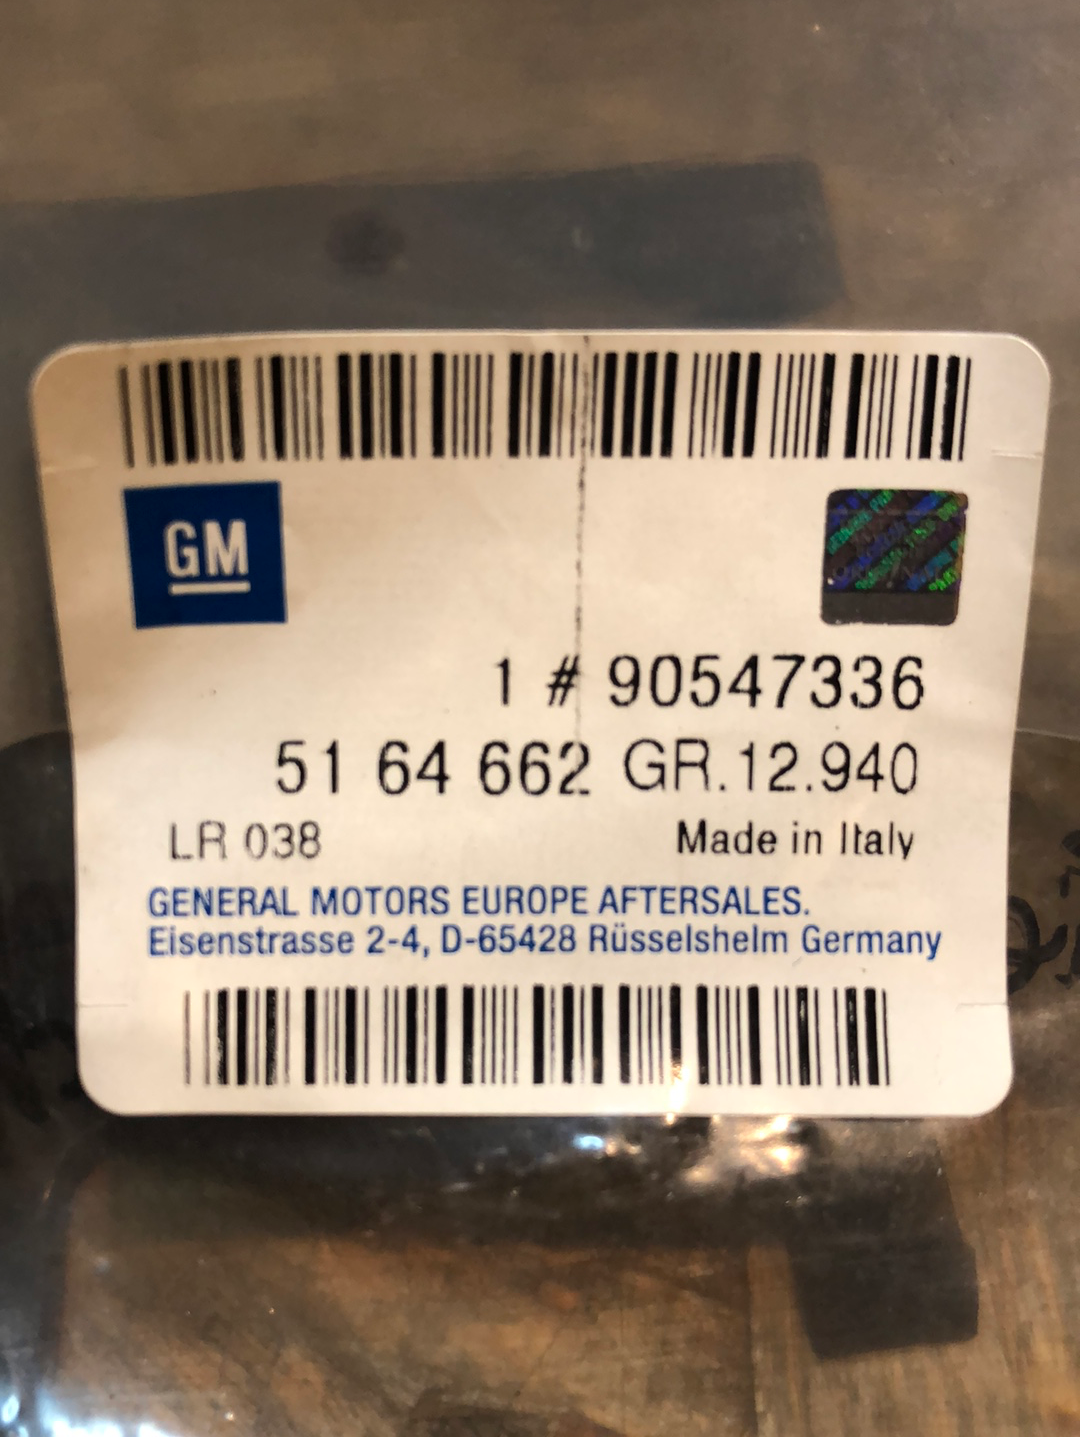 GM
1 # 90547336
51 64 662 GR.12.940
LR 038
Made in Italy
GENERAL MOTORS EUROPE AFTERSALES.
Eisenstrasse 2-4, D-65428 Rüsselsheim Germany